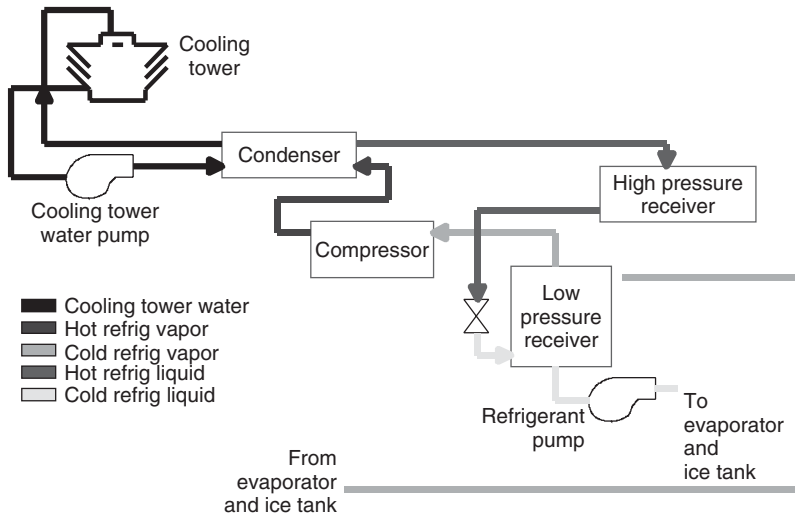 Cooling
tower
Condenser
High pressure
receiver
Cooling tower
water pump
Compressor
Low
pressure
receiver
Cooling tower water
Hot refrig vapor
Cold refrig vapor
Hot refrig liquid
Cold refrig liquid
Refrigerant
pump
To
evaporator
and
ice tank
From
evaporator
and ice tank